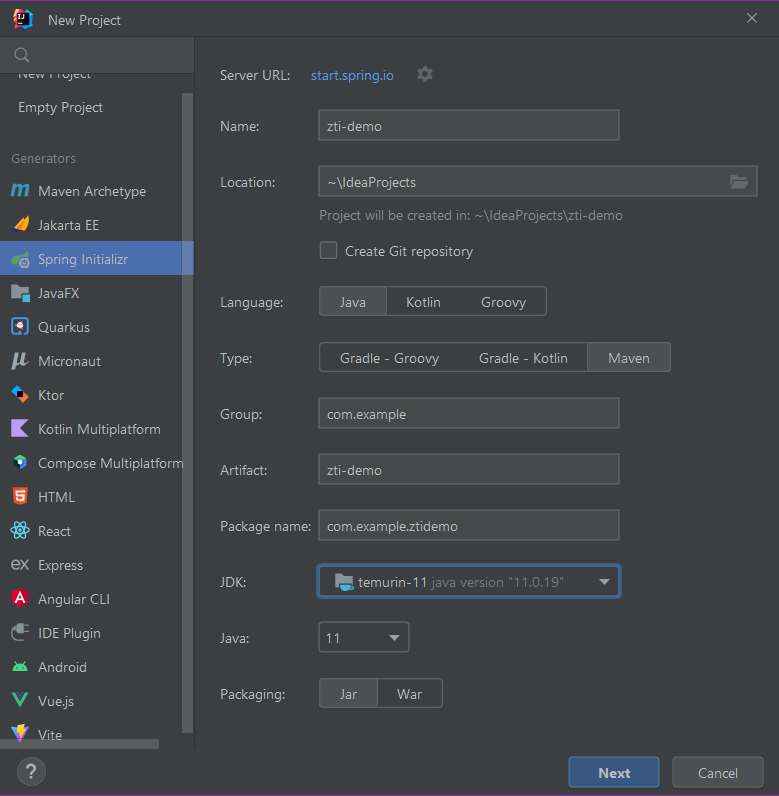 New Project
New Project
Empty Project
Generators
Maven Archetype
Jakarta EE
Spring Initializr
JavaFX
Quarkus
Micronaut
Ktor
Kotlin Multiplatform
Compose Multiplatform
HTML
React
Express
Angular CLI
IDE Plugin
Android
Vue.js
Vite
Server URL: start.spring.io
Name: zti-demo
Location: ~\IdeaProjects
Project will be created in: ~\IdeaProjects\zti-demo
Create Git repository
Language: Java Kotlin Groovy
Type: Gradle - Groovy Gradle - Kotlin Maven
Group: com.example
Artifact: zti-demo
Package name: com.example.ztidemo
JDK: temurin-11 java version "11.0.19"
Java: 11
Packaging: Jar War
? Next Cancel